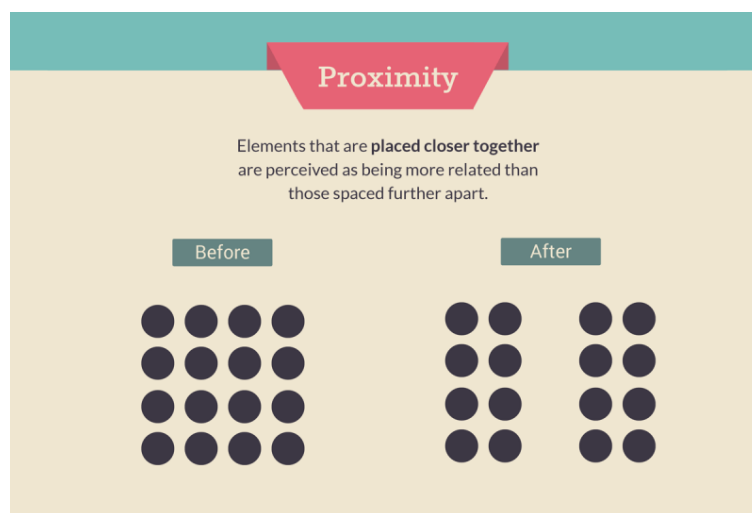 Proximity
Elements that are placed closer together
are perceived as being more related than
those spaced further apart.
Before
After